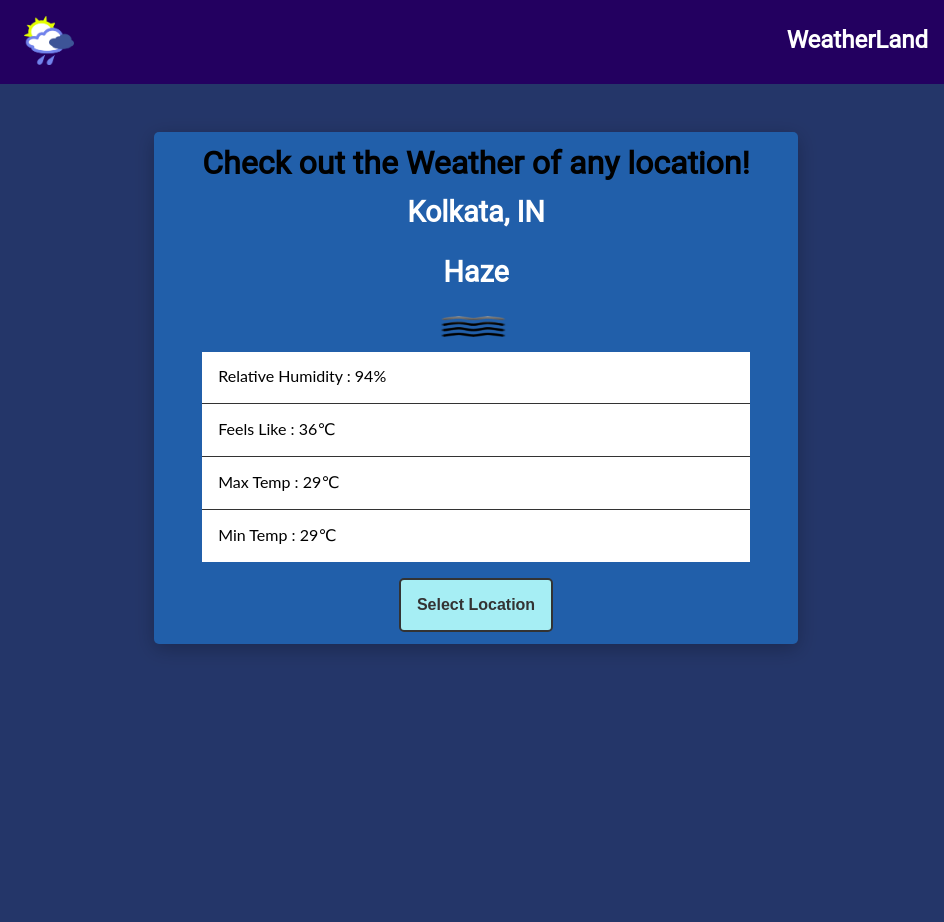 WeatherLand
Check out the Weather of any location!
Kolkata, IN
Haze
Relative Humidity : 94%
Feels Like : 36℃
Max Temp : 29℃
Min Temp : 29℃
Select Location